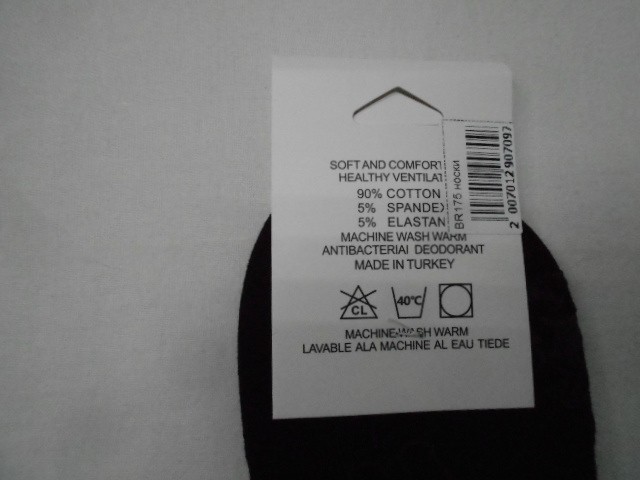 SOFT AND COMFORT
HEALTHY VENTILAT
90% COTTON
5% SPANDEX
5% ELASTAN
MACHINE WASH WARM
ANTIBACTERIAI DEODORANT
MADE IN TURKEY
CL
40°C
MACHINE WASH WARM
LAVABLE ALA MACHINE AL EAU TIEDE
BR175 НОСКИ
2 007012 907097